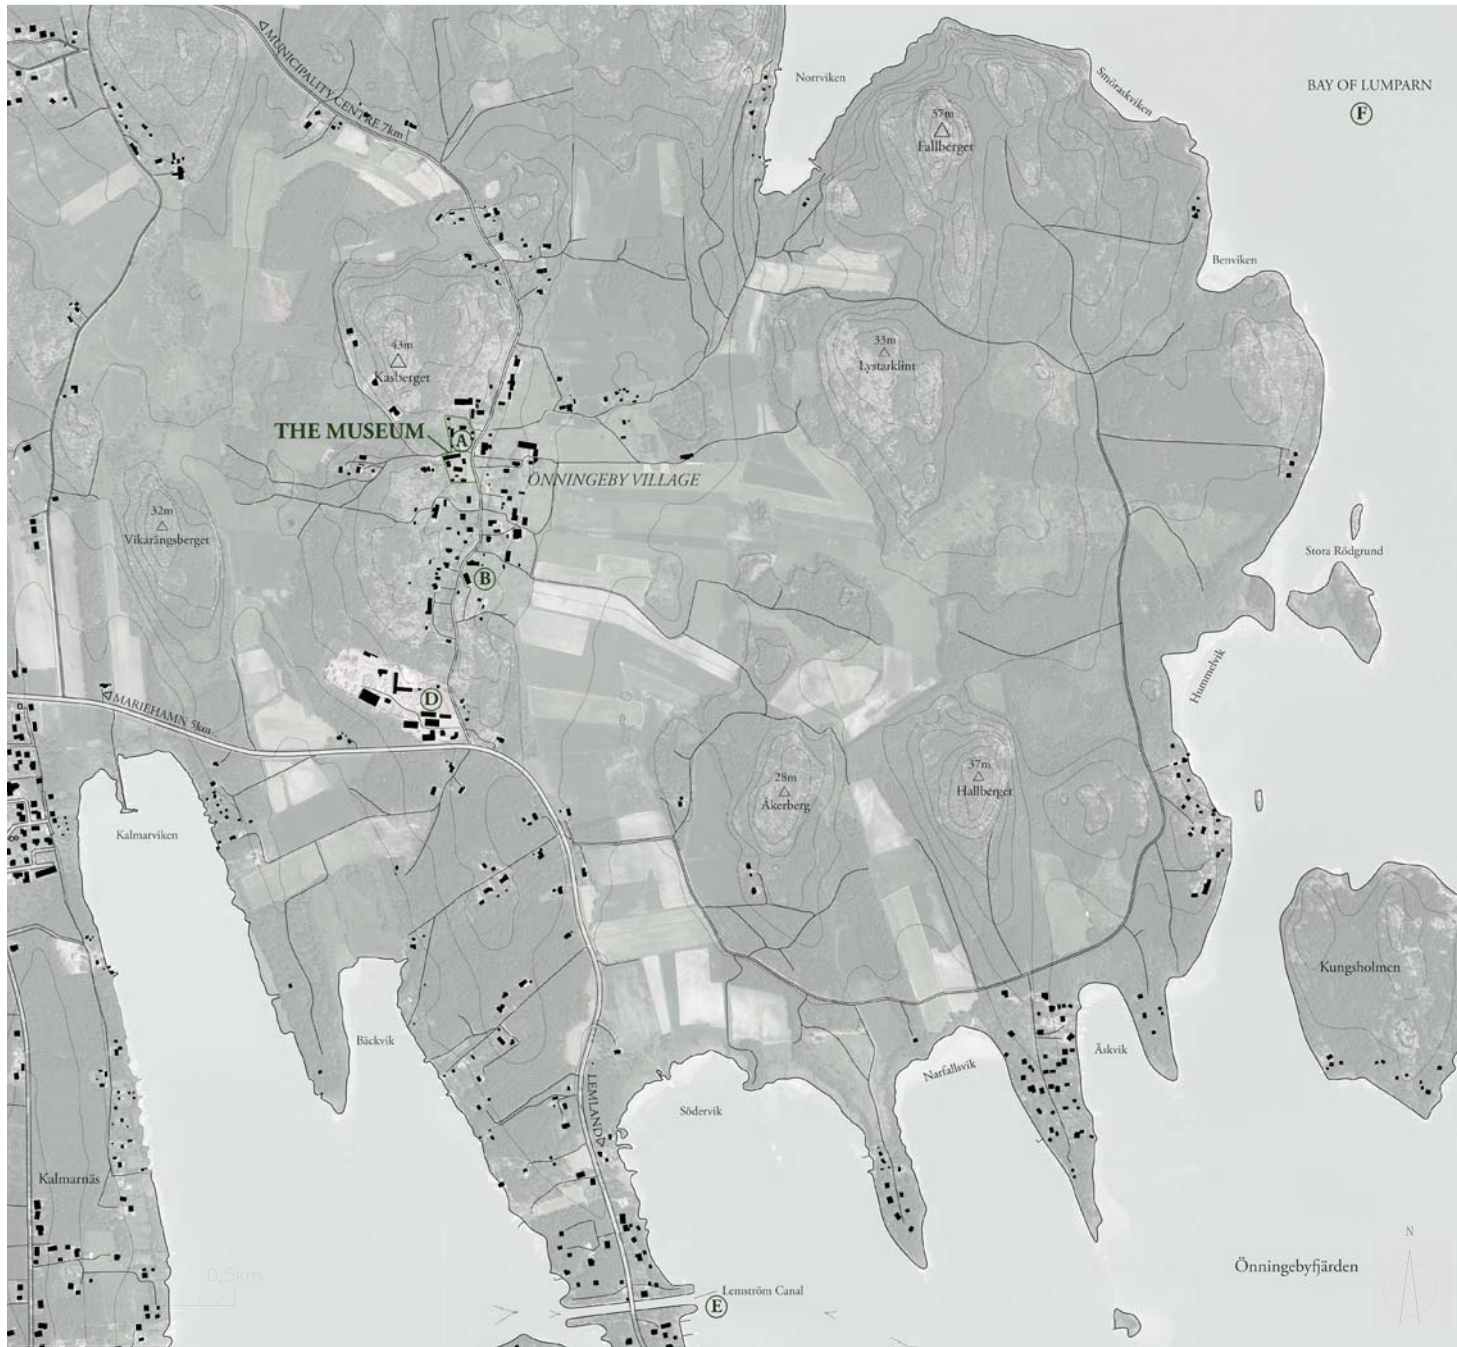 MUNICIPALITY CENTRE 7km
Norrviken
Smöraskviken
BAY OF LUMPARN
F
57m
Fallberget
Benviken
43m
Kasberget
33m
Lystarklint
THE MUSEUM
A
ÖNNINGEBY VILLAGE
32m
Vikarängsberget
Stora Rödgrund
B
Hummelvik
D
MARIEHAMN 5km
28m
Åkerberg
37m
Hallberget
Kalmarviken
Kungsholmen
Bäckvik
Narfallsvik
Äskvik
LEMLAND
Södervik
Kalmarnäs
N
Önningebyfjärden
0,5km
Lemström Canal
E